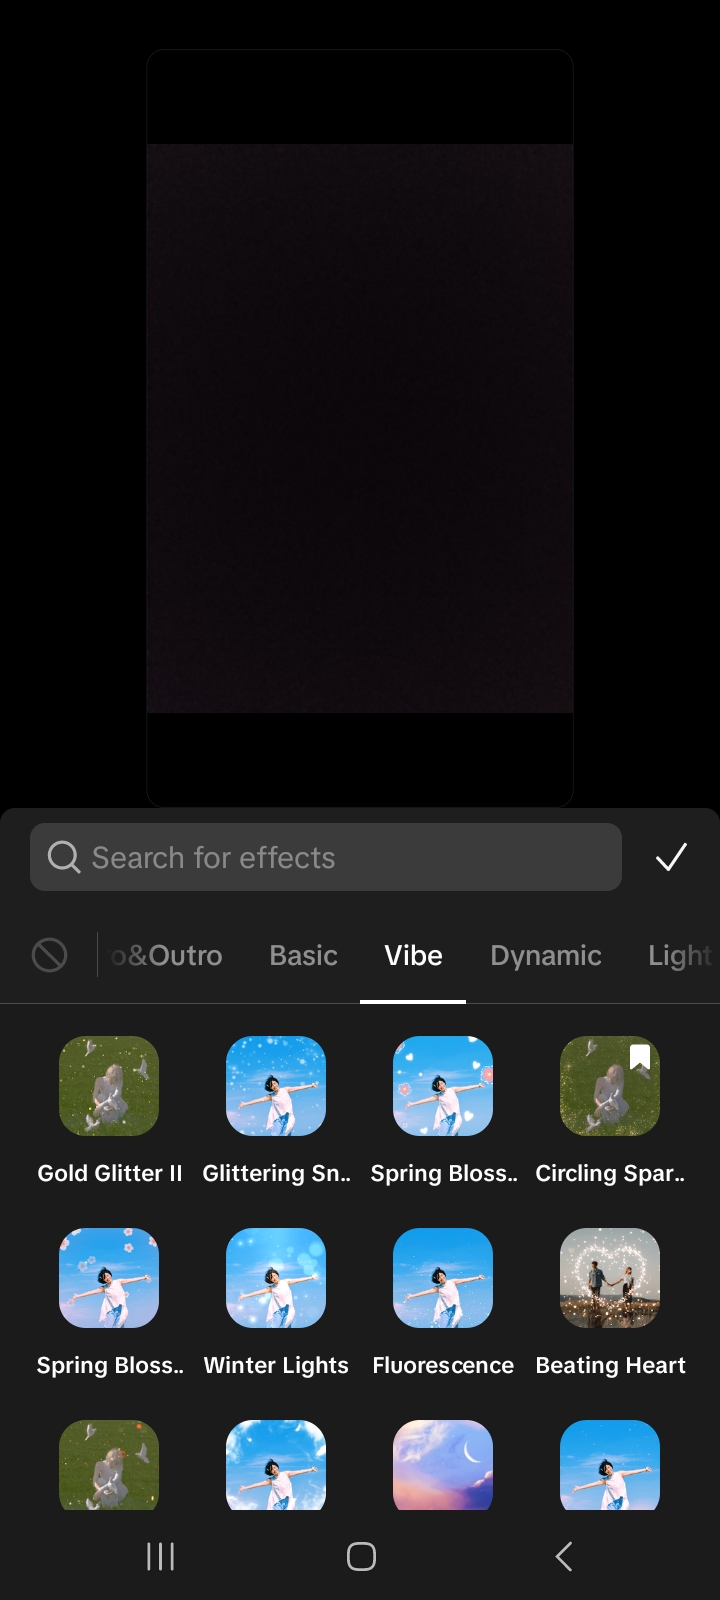 Search for effects
o&Outro Basic Vibe Dynamic Light
Gold Glitter II Glittering Sn.. Spring Bloss.. Circling Spar..
Spring Bloss.. Winter Lights Fluorescence Beating Heart